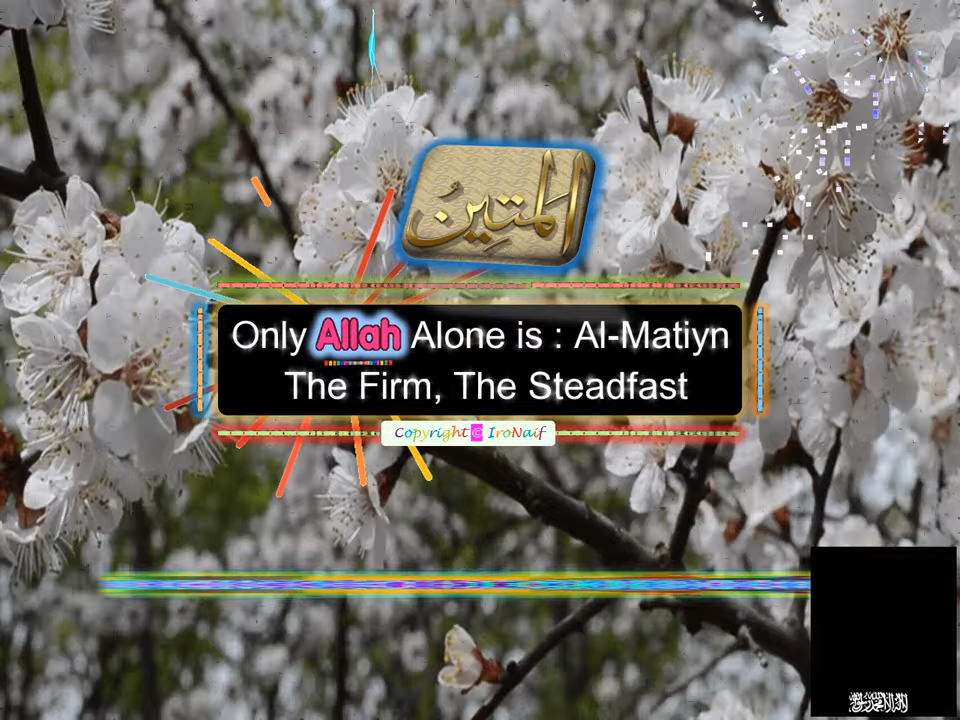 المتينُ
Only Allah Alone is : Al-Matiyn
The Firm, The Steadfast
Copyright © IroNaif